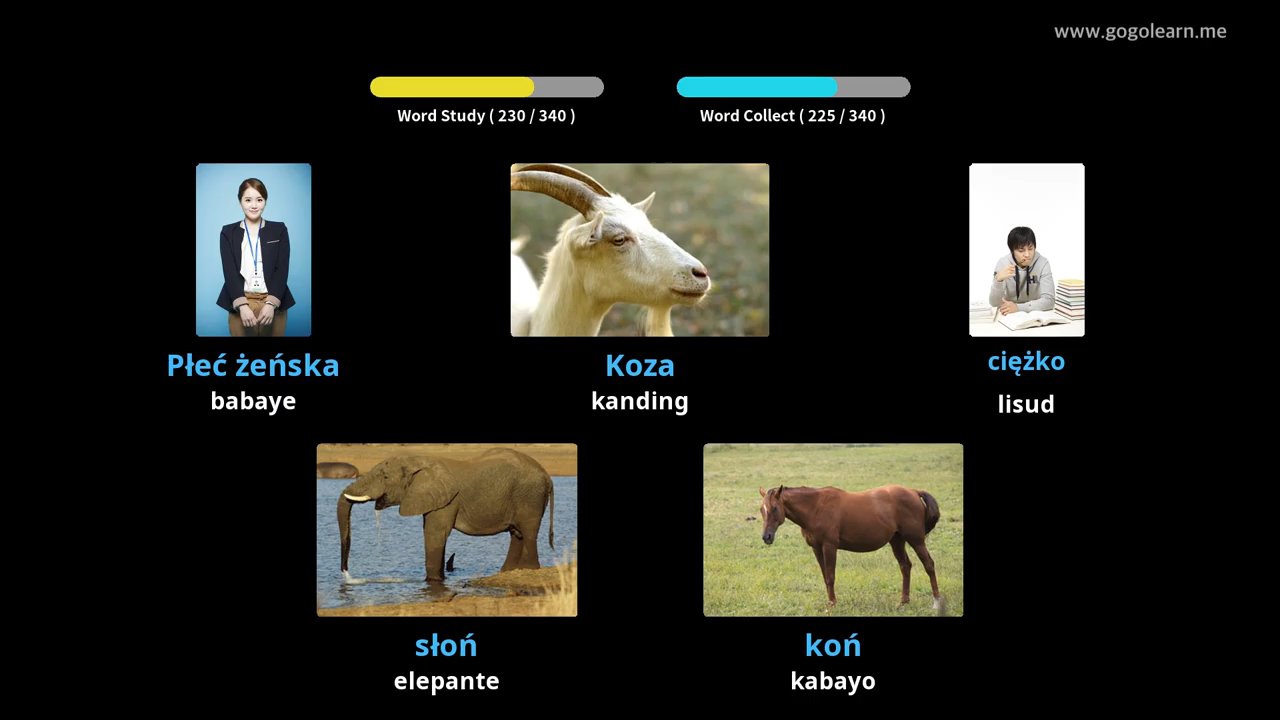 www.gogolearn.me
Word Study ( 230 / 340 )
Word Collect ( 225 / 340 )
Płeć żeńska
babaye
Koza
kanding
ciężko
lisud
słoń
elepante
koń
kabayo